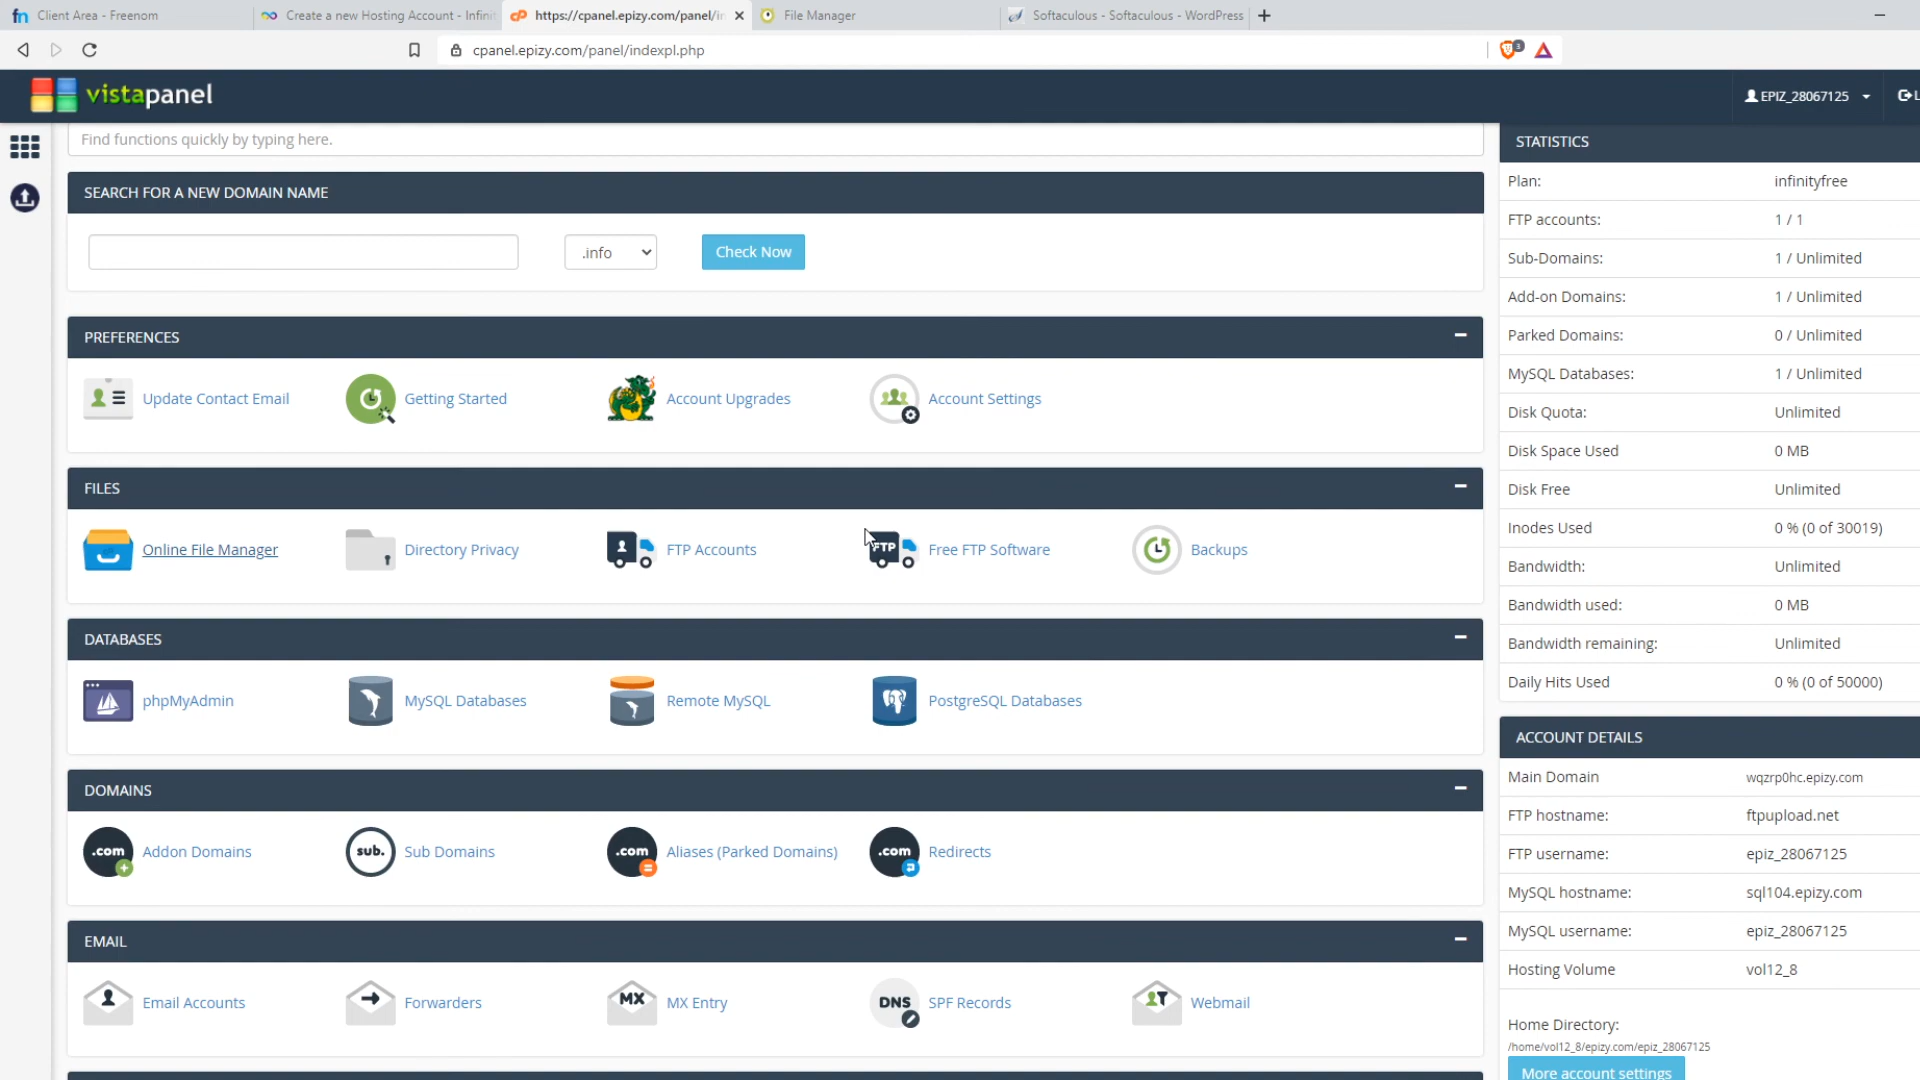 Client Area - Freenom
Create a new Hosting Account - Infinit
https://cpanel.epizy.com/panel/in
File Manager
Softaculous - Softaculous - WordPress
cpanel.epizy.com/panel/indexpl.php
3
vistapanel
EPIZ_28067125
L
Find functions quickly by typing here.
SEARCH FOR A NEW DOMAIN NAME
.info
Check Now
PREFERENCES
Update Contact Email
Getting Started
Account Upgrades
Account Settings
FILES
Online File Manager
Directory Privacy
FTP Accounts
FTP
Free FTP Software
Backups
DATABASES
phpMyAdmin
MySQL Databases
Remote MySQL
PostgreSQL Databases
DOMAINS
.com
Addon Domains
sub.
Sub Domains
.com
Aliases (Parked Domains)
.com
Redirects
EMAIL
Email Accounts
Forwarders
MX
MX Entry
DNS
SPF Records
Webmail
STATISTICS
Plan: infinityfree
FTP accounts: 1 / 1
Sub-Domains: 1 / Unlimited
Add-on Domains: 1 / Unlimited
Parked Domains: 0 / Unlimited
MySQL Databases: 1 / Unlimited
Disk Quota: Unlimited
Disk Space Used 0 MB
Disk Free Unlimited
Inodes Used 0 % (0 of 30019)
Bandwidth: Unlimited
Bandwidth used: 0 MB
Bandwidth remaining: Unlimited
Daily Hits Used 0 % (0 of 50000)
ACCOUNT DETAILS
Main Domain wqzrp0hc.epizy.com
FTP hostname: ftpupload.net
FTP username: epiz_28067125
MySQL hostname: sql104.epizy.com
MySQL username: epiz_28067125
Hosting Volume vol12_8
Home Directory:
/home/vol12_8/epizy.com/epiz_28067125
More account settings